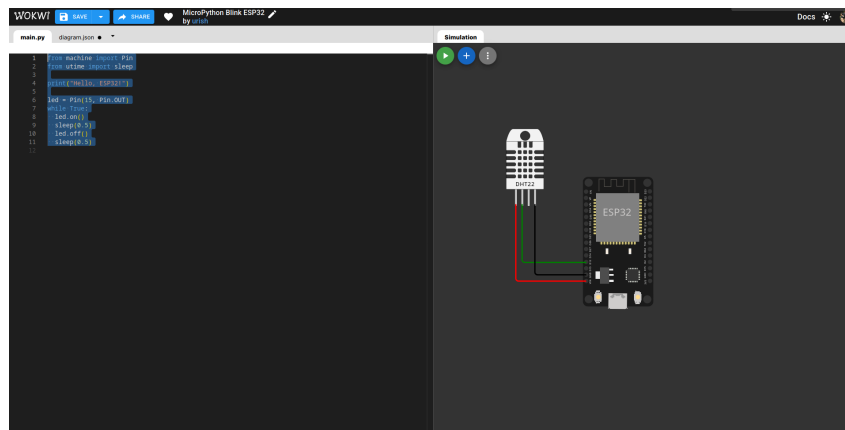 WOKWI
SAVE
SHARE
MicroPython Blink ESP32
by urish
Docs
main.py
diagram.json
Simulation
1 from machine import Pin
2 from utime import sleep
3
4 print("Hello, ESP32!")
5
6 led = Pin(15, Pin.OUT)
7 while True:
8 led.on()
9 sleep(0.5)
10 led.off()
11 sleep(0.5)
12
DHT22
ESP32